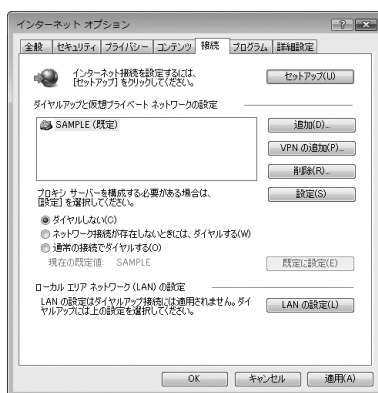 インターネット オプション
全般 セキュリティ プライバシー コンテンツ 接続 プログラム 詳細設定
インターネット接続を設定するには、
[セットアップ] をクリックしてください。
セットアップ(U)
ダイヤルアップと仮想プライベート ネットワークの設定
SAMPLE (既定)
追加(D)...
VPN の追加(P)...
削除(R)...
プロキシ サーバーを構成する必要がある場合は、
[設定] を選択してください。
設定(S)
ダイヤルしない(C)
ネットワーク接続が存在しないときには、ダイヤルする(W)
通常の接続でダイヤルする(O)
現在の既定値: SAMPLE
既定に設定(E)
ローカル エリア ネットワーク (LAN) の設定
LAN の設定はダイヤルアップ接続には適用されません。ダイ
ヤルアップには上の設定を選択してください。
LAN の設定(L)
OK キャンセル 適用(A)